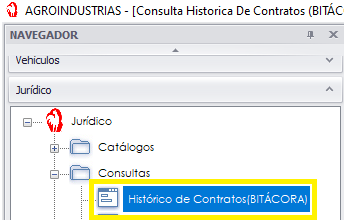 AGROINDUSTRIAS - [Consulta Historica De Contratos (BITÁC
NAVEGADOR
Vehiculos
Jurídico
Jurídico
Catálogos
Consultas
Histórico de Contratos(BITÁCORA)